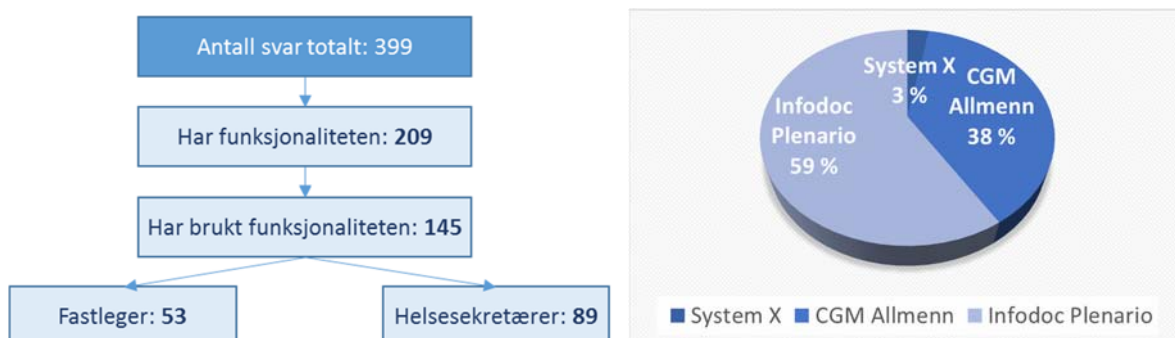 Antall svar totalt: 399
Har funksjonaliteten: 209
Har brukt funksjonaliteten: 145
Fastleger: 53
Helsesekretærer: 89
System X
3 %
CGM
Allmenn
38 %
Infodoc
Plenario
59 %
System X CGM Allmenn Infodoc Plenario